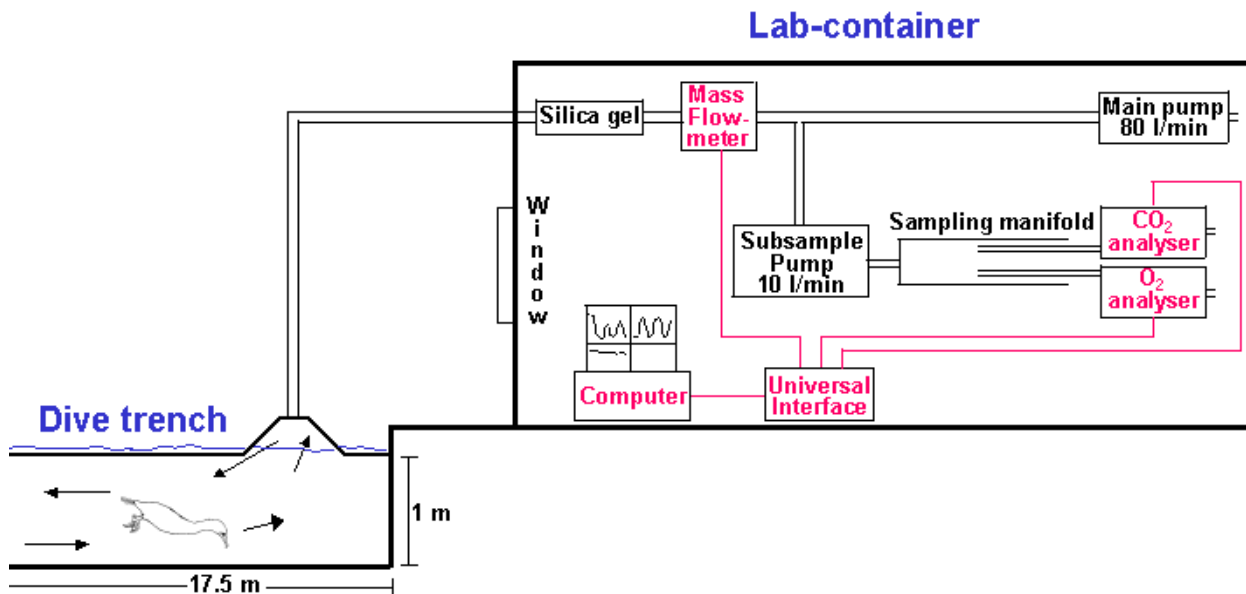 Lab-container
Silica gel
Mass
Flow-
meter
Main pump
80 l/min
Window
Subsample
Pump
10 l/min
Sampling manifold
CO₂
analyser
O₂
analyser
Computer
Universal
Interface
Dive trench
1 m
17.5 m